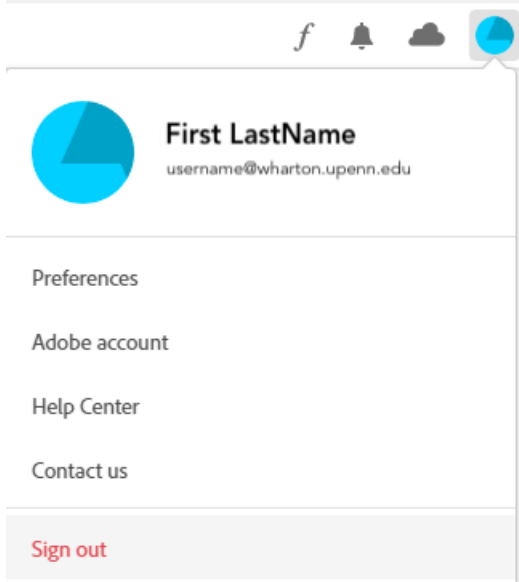 f
First LastName
username@wharton.upenn.edu
Preferences
Adobe account
Help Center
Contact us
Sign out